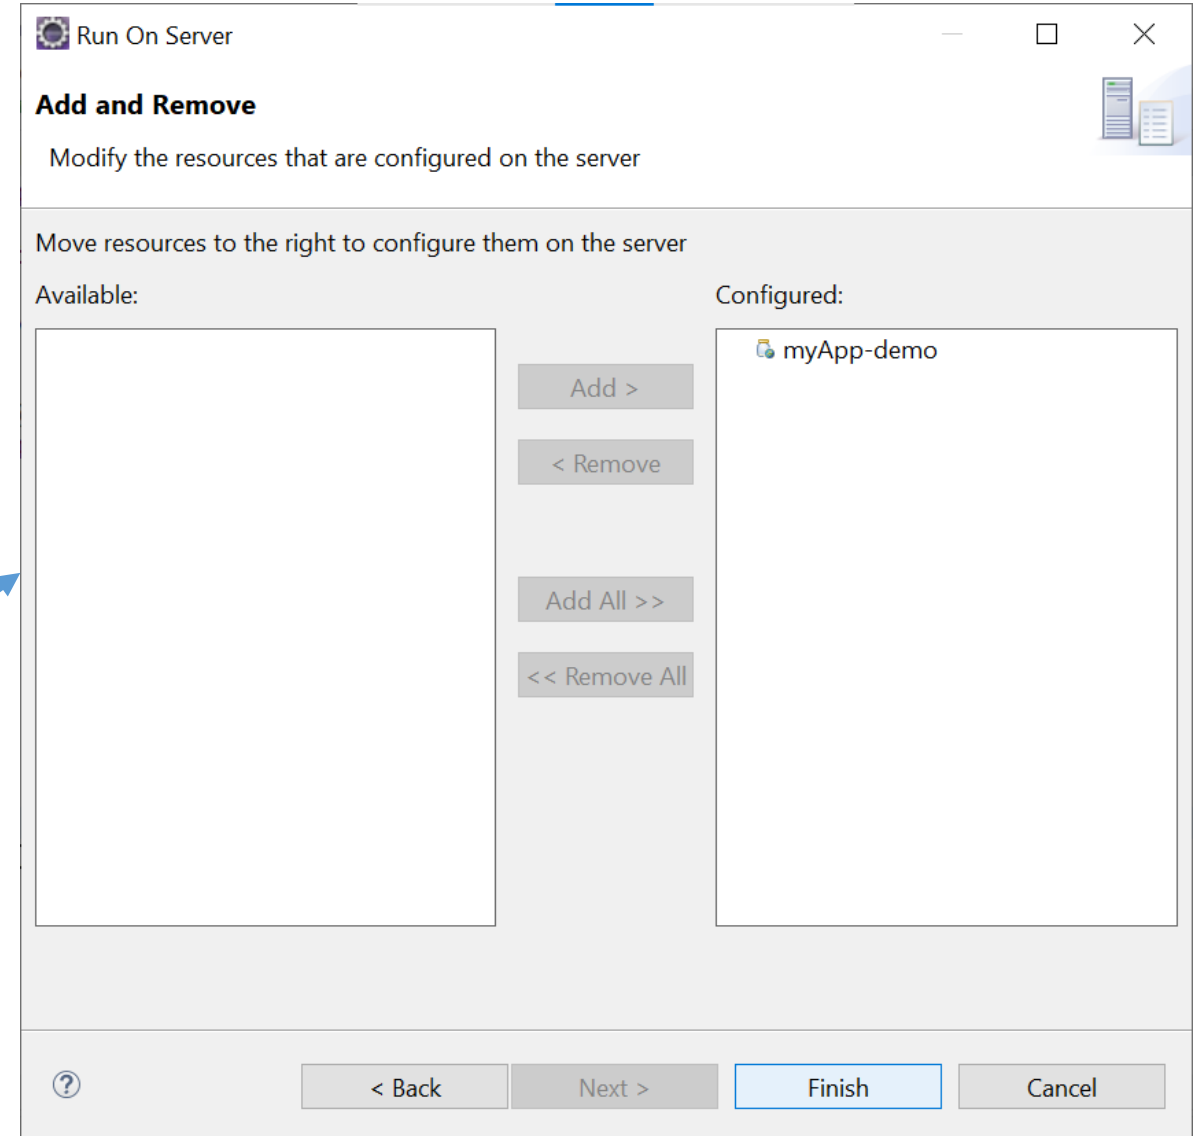 Run On Server
Add and Remove
Modify the resources that are configured on the server
Move resources to the right to configure them on the server
Available:
Configured:
myApp-demo
Add >
< Remove
Add All >>
<< Remove All
?
< Back
Next >
Finish
Cancel